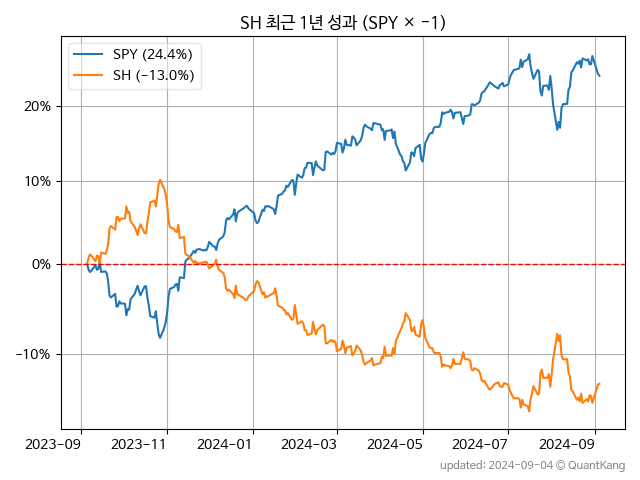 SH 최근 1년 성과 (SPY × −1)
SPY (24.4%)
SH (−13.0%)
20%
10%
0%
−10%
2023−09
2023−11
2024−01
2024−03
2024−05
2024−07
2024−09
updated: 2024-09-04 © QuantKang